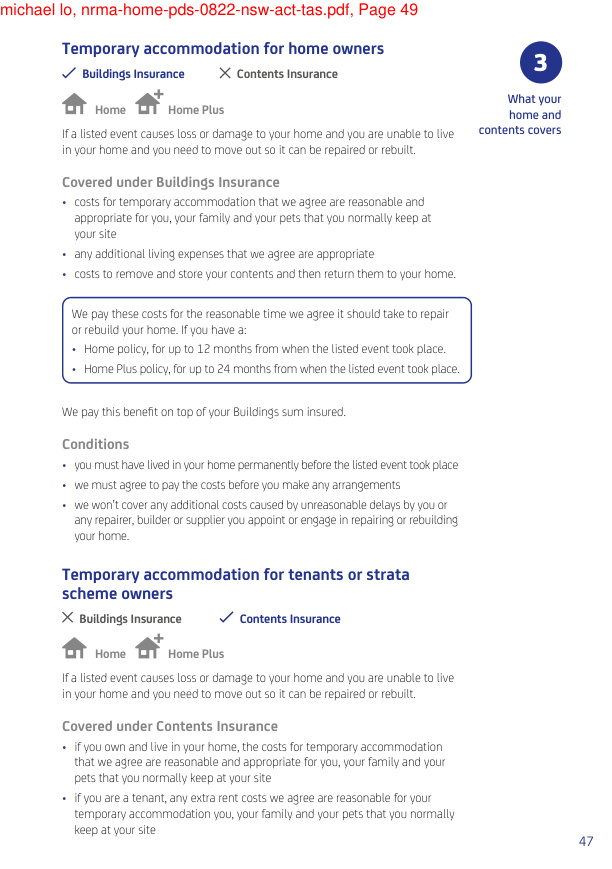 michael lo, nrma-home-pds-0822-nsw-act-tas.pdf, Page 49
Temporary accommodation for home owners
Buildings Insurance Contents Insurance
Home Home Plus
3
What your
home and
contents covers
If a listed event causes loss or damage to your home and you are unable to live
in your home and you need to move out so it can be repaired or rebuilt.
Covered under Buildings Insurance
• costs for temporary accommodation that we agree are reasonable and
appropriate for you, your family and your pets that you normally keep at
your site
• any additional living expenses that we agree are appropriate
• costs to remove and store your contents and then return them to your home.
We pay these costs for the reasonable time we agree it should take to repair
or rebuild your home. If you have a:
• Home policy, for up to 12 months from when the listed event took place.
• Home Plus policy, for up to 24 months from when the listed event took place.
We pay this benefit on top of your Buildings sum insured.
Conditions
• you must have lived in your home permanently before the listed event took place
• we must agree to pay the costs before you make any arrangements
• we won't cover any additional costs caused by unreasonable delays by you or
any repairer, builder or supplier you appoint or engage in repairing or rebuilding
your home.
Temporary accommodation for tenants or strata
scheme owners
Buildings Insurance Contents Insurance
Home Home Plus
If a listed event causes loss or damage to your home and you are unable to live
in your home and you need to move out so it can be repaired or rebuilt.
Covered under Contents Insurance
• if you own and live in your home, the costs for temporary accommodation
that we agree are reasonable and appropriate for you, your family and your
pets that you normally keep at your site
• if you are a tenant, any extra rent costs we agree are reasonable for your
temporary accommodation you, your family and your pets that you normally
keep at your site
47